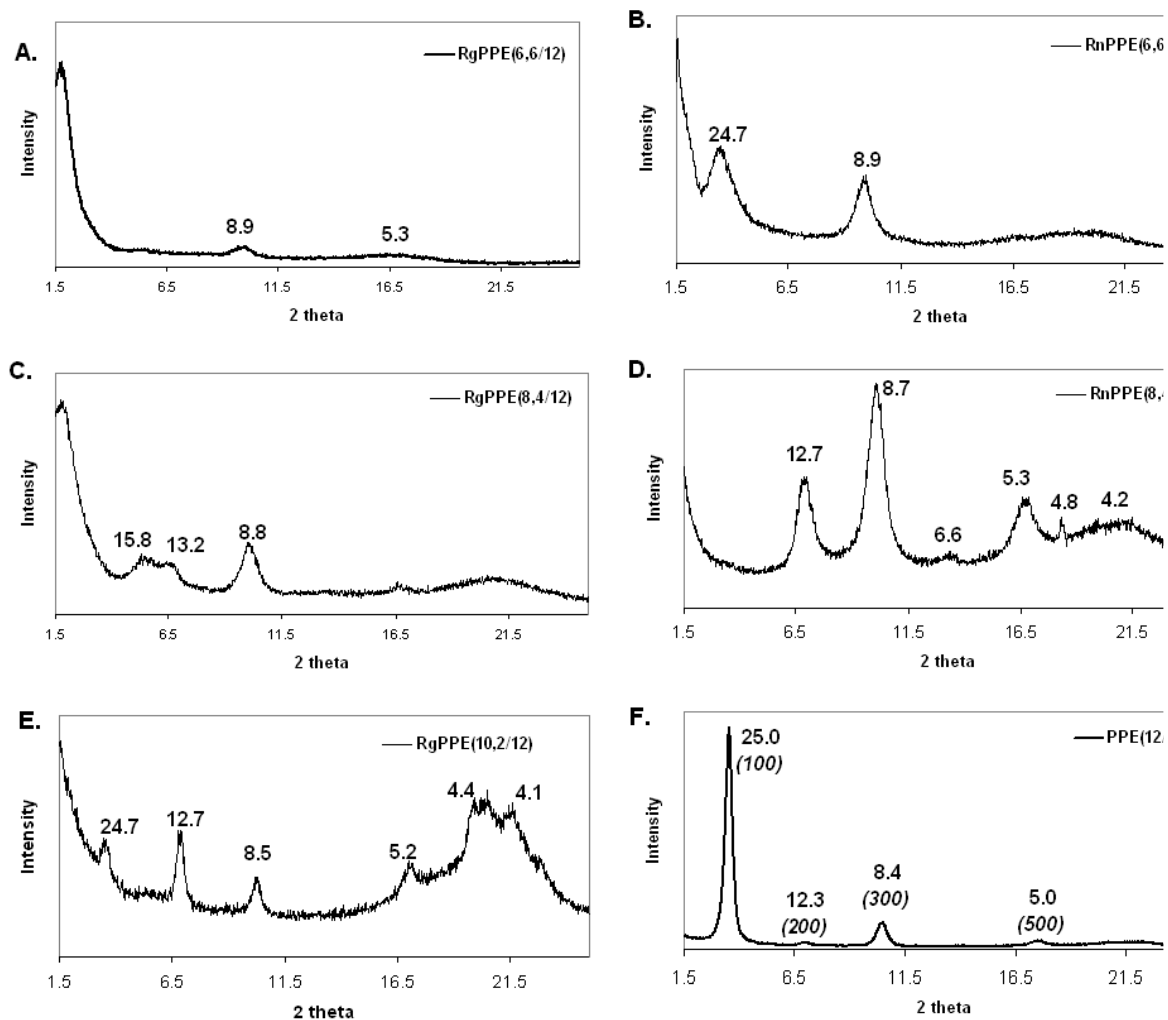 A.
RgPPE(6,6/12)
Intensity
8.9
5.3
1.5 6.5 11.5 16.5 21.5
2 theta
B.
RnPPE(6,6
Intensity
24.7
8.9
1.5 6.5 11.5 16.5 21.5
2 theta
C.
RgPPE(8,4/12)
Intensity
15.8
13.2
8.8
1.5 6.5 11.5 16.5 21.5
2 theta
D.
RnPPE(8,4
Intensity
12.7
8.7
6.6
5.3
4.8
4.2
1.5 6.5 11.5 16.5 21.5
2 theta
E.
RgPPE(10,2/12)
Intensity
24.7
12.7
8.5
5.2
4.4
4.1
1.5 6.5 11.5 16.5 21.5
2 theta
F.
PPE(12/
Intensity
25.0
(100)
12.3
(200)
8.4
(300)
5.0
(500)
1.5 6.5 11.5 16.5 21.5
2 theta